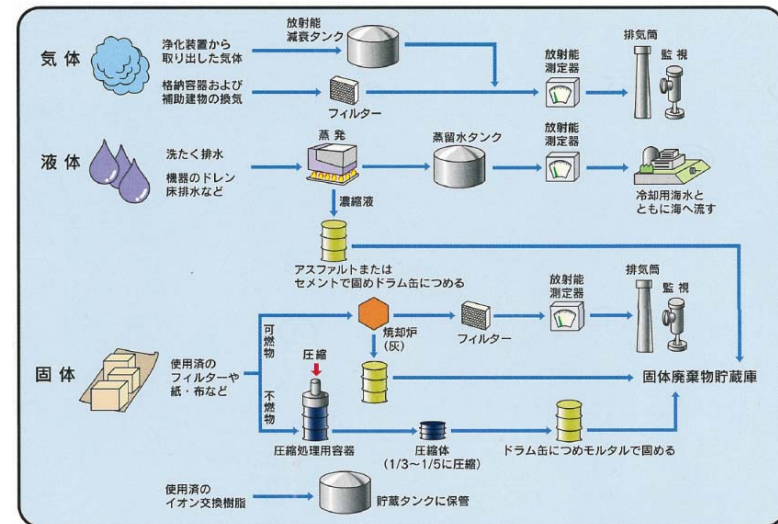 気体
浄化装置から
取り出した気体
放射能
減衰タンク
格納容器および
補助建物の換気
フィルター
放射能
測定器
排気筒
監視
液体
洗たく排水
機器のドレン
床排水など
蒸発
蒸留水タンク
放射能
測定器
冷却用海水と
ともに海へ流す
濃縮液
アスファルトまたは
セメントで固めドラム缶につめる
固体
使用済の
フィルターや
紙・布など
可燃物
焼却炉
(灰)
フィルター
放射能
測定器
排気筒
監視
不燃物
圧縮
圧縮処理用容器
圧縮体
(1/3〜1/5に圧縮)
ドラム缶につめモルタルで固める
固体廃棄物貯蔵庫
使用済の
イオン交換樹脂
貯蔵タンクに保管